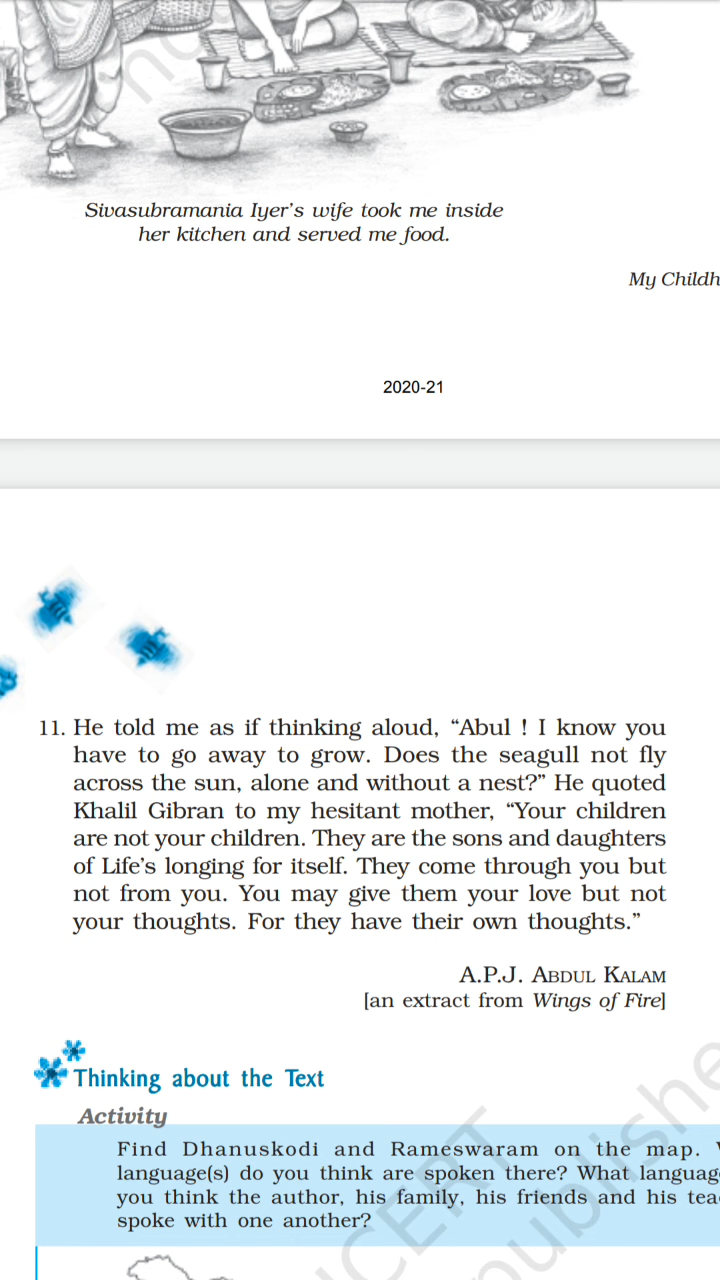 Sivasubramania Iyer's wife took me inside
her kitchen and served me food.
My Childh
2020-21
11. He told me as if thinking aloud, “Abul ! I know you
have to go away to grow. Does the seagull not fly
across the sun, alone and without a nest?” He quoted
Khalil Gibran to my hesitant mother, “Your children
are not your children. They are the sons and daughters
of Life's longing for itself. They come through you but
not from you. You may give them your love but not
your thoughts. For they have their own thoughts.”
A.P.J. ABDUL KALAM
[an extract from Wings of Fire]
Thinking about the Text
Activity
Find Dhanuskodi and Rameswaram on the map.
language(s) do you think are spoken there? What languag
you think the author, his family, his friends and his tea
spoke with one another?
NCERT
publishe